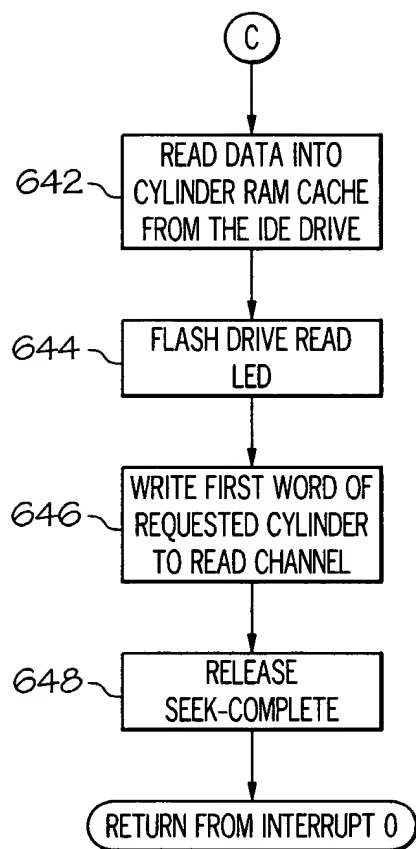 C
642
READ DATA INTO
CYLINDER RAM CACHE
FROM THE IDE DRIVE
644
FLASH DRIVE READ
LED
646
WRITE FIRST WORD OF
REQUESTED CYLINDER
TO READ CHANNEL
648
RELEASE
SEEK-COMPLETE
RETURN FROM INTERRUPT 0